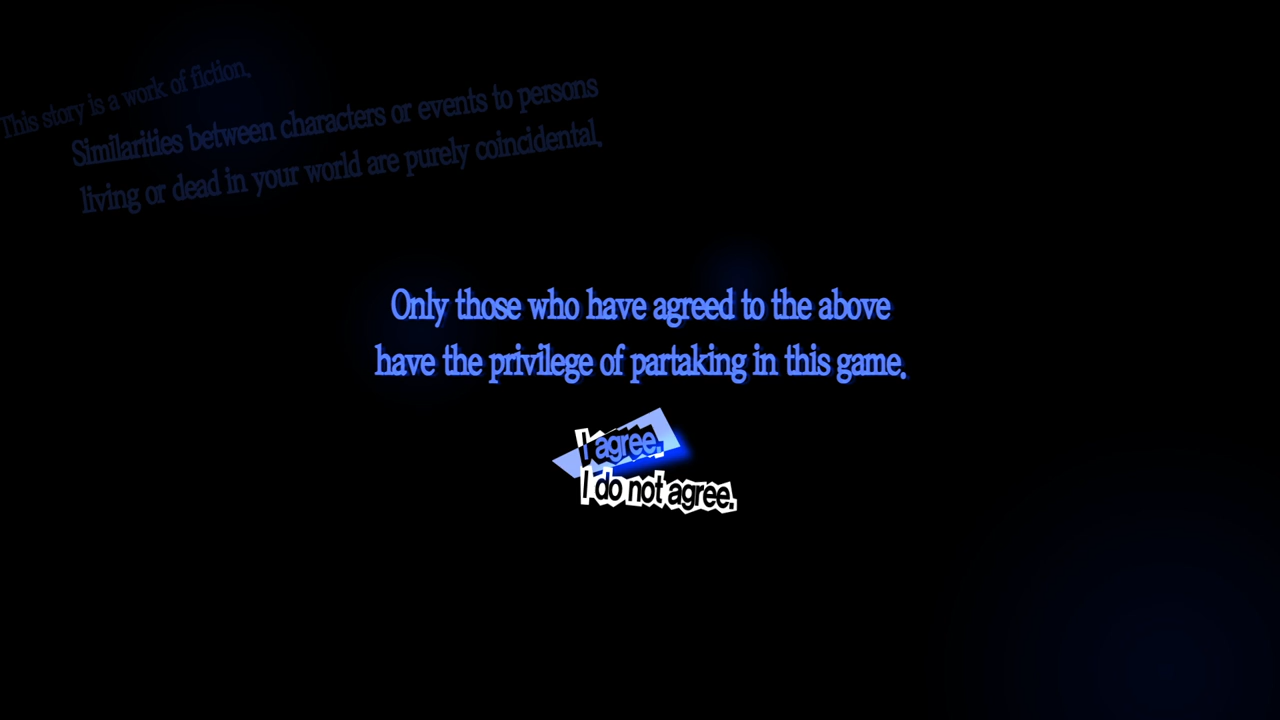 This story is a work of fiction.
Similarities between characters or events to persons
living or dead in your world are purely coincidental.
Only those who have agreed to the above
have the privilege of partaking in this game.
I agree.
I do not agree.